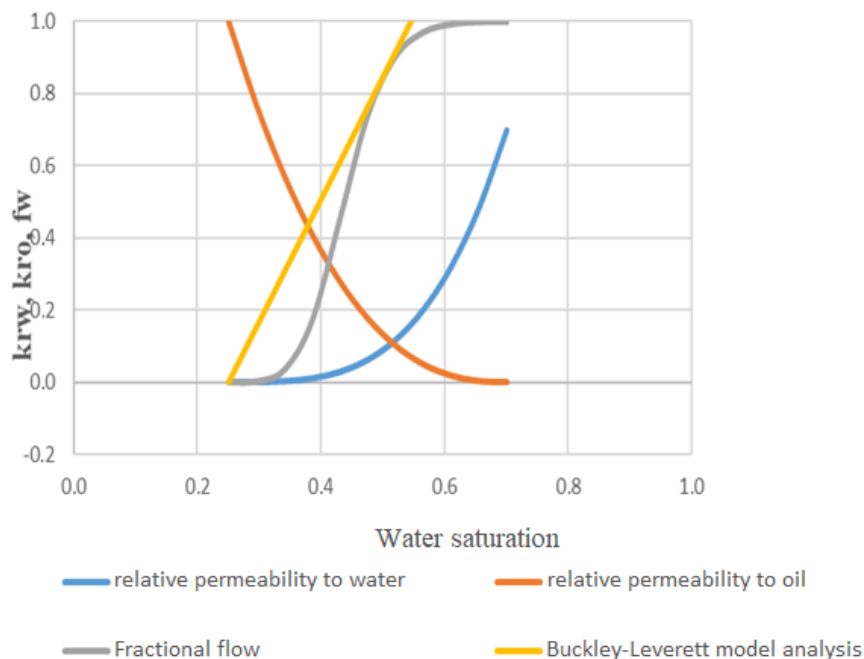 1.0
0.8
0.6
0.4
0.2
0.0
-0.2
krw, kro, fw
0.0 0.2 0.4 0.6 0.8 1.0
Water saturation
relative permeability to water relative permeability to oil
Fractional flow Buckley-Leverett model analysis